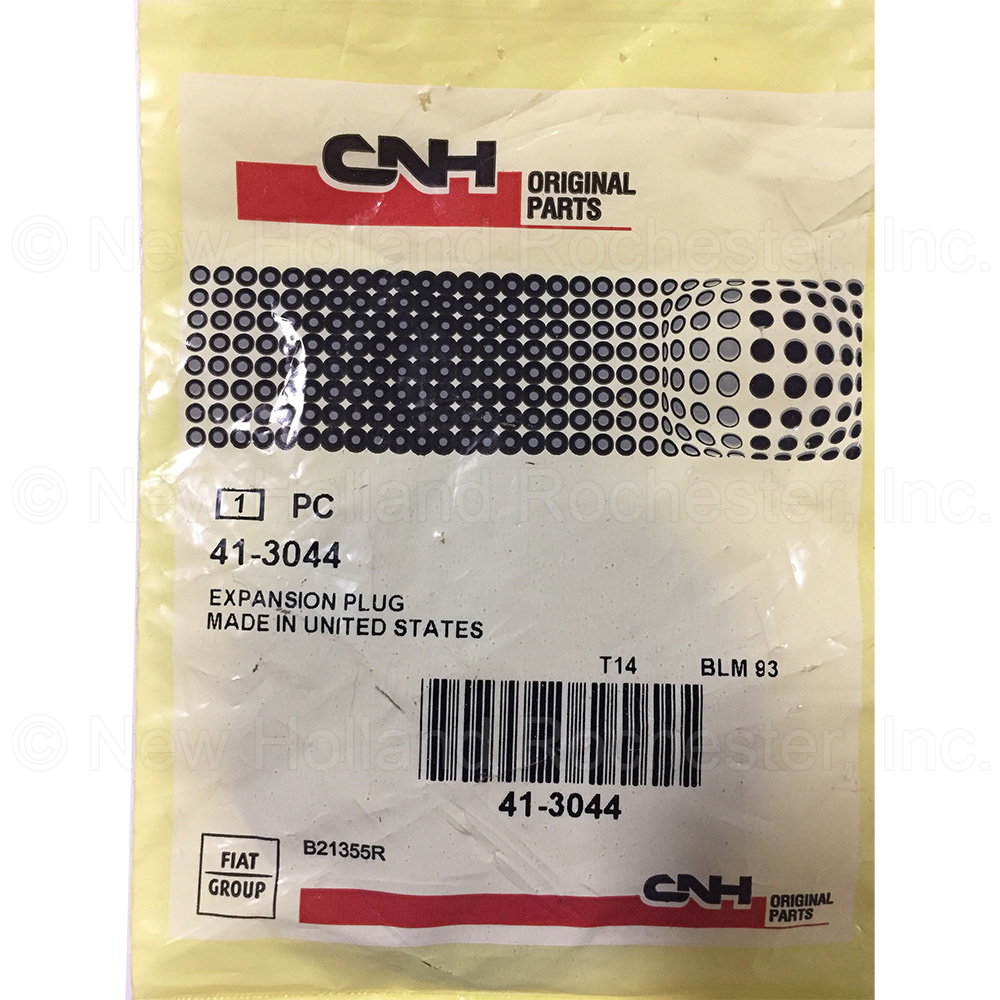 CNH ORIGINAL
PARTS
© New Holland Rochester, Inc.
1 PC
© New Holland Rochester, Inc.
41-3044
EXPANSION PLUG
MADE IN UNITED STATES
T14 BLM 93
© New Holland Rochester, Inc.
41-3044
B21355R
FIAT
GROUP
CNH ORIGINAL
PARTS